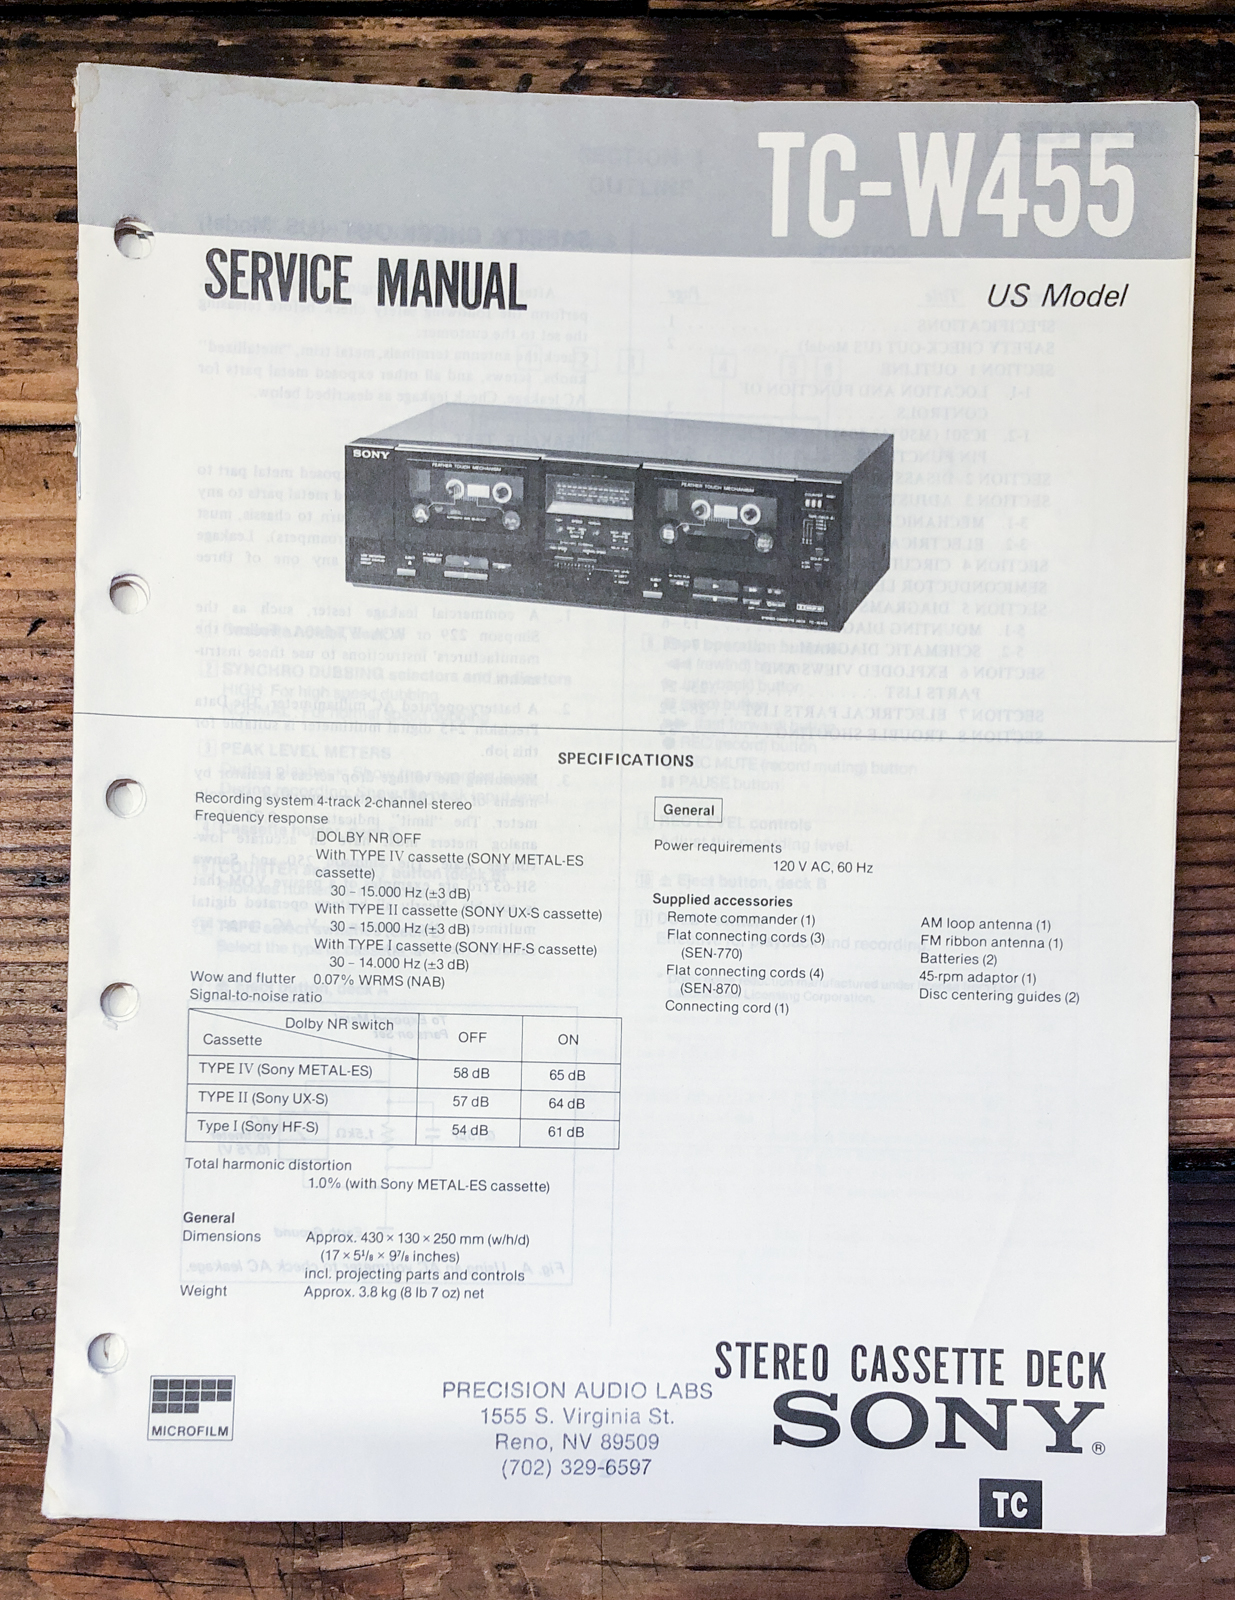 TC-W455
SERVICE MANUAL
US Model
SONY
FEATHER TOUCH MECHANISM
FEATHER TOUCH MECHANISM
A
B
SPECIFICATIONS
Recording system 4-track 2-channel stereo
Frequency response
DOLBY NR OFF
With TYPE IV cassette (SONY METAL-ES
cassette)
30 – 15.000 Hz (±3 dB)
With TYPE II cassette (SONY UX-S cassette)
30 – 15.000 Hz (±3 dB)
With TYPE I cassette (SONY HF-S cassette)
30 – 14.000 Hz (±3 dB)
Wow and flutter 0.07% WRMS (NAB)
Signal-to-noise ratio
Dolby NR switch
Cassette
OFF
ON
TYPE IV (Sony METAL-ES) 58 dB 65 dB
TYPE II (Sony UX-S) 57 dB 64 dB
Type I (Sony HF-S) 54 dB 61 dB
Total harmonic distortion
1.0% (with Sony METAL-ES cassette)
General
Dimensions Approx. 430 × 130 × 250 mm (w/h/d)
(17 × 5 1/8 × 9 7/8 inches)
incl. projecting parts and controls
Weight Approx. 3.8 kg (8 lb 7 oz) net
General
Power requirements
120 V AC, 60 Hz
Supplied accessories
Remote commander (1)
Flat connecting cords (3)
(SEN-770)
Flat connecting cords (4)
(SEN-870)
Connecting cord (1)
AM loop antenna (1)
FM ribbon antenna (1)
Batteries (2)
45-rpm adaptor (1)
Disc centering guides (2)
MICROFILM
PRECISION AUDIO LABS
1555 S. Virginia St.
Reno, NV 89509
(702) 329-6597
STEREO CASSETTE DECK
SONY®
TC